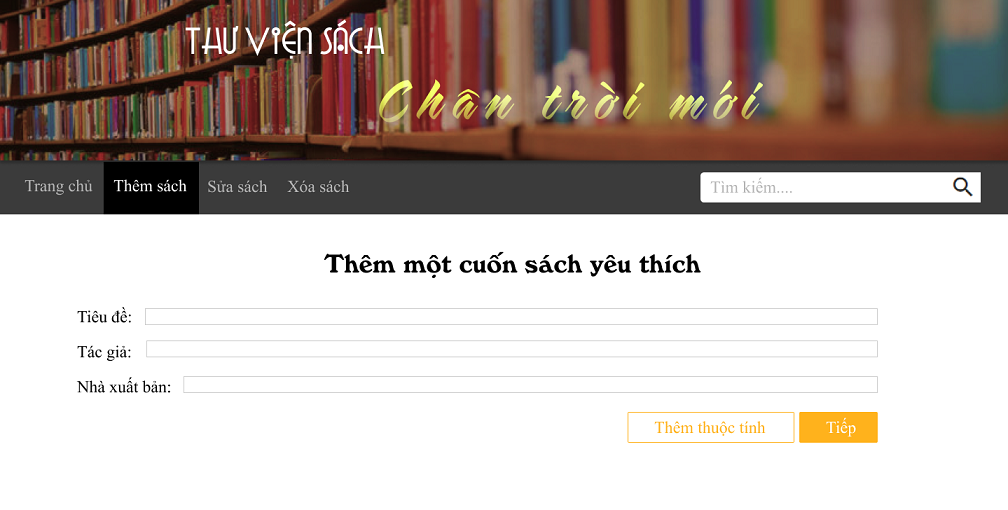 THƯ VIỆN SÁCH
Chân trời mới
Trang chủ Thêm sách Sửa sách Xóa sách Tìm kiếm....
Thêm một cuốn sách yêu thích
Tiêu đề:
Tác giả:
Nhà xuất bản:
Thêm thuộc tính Tiếp